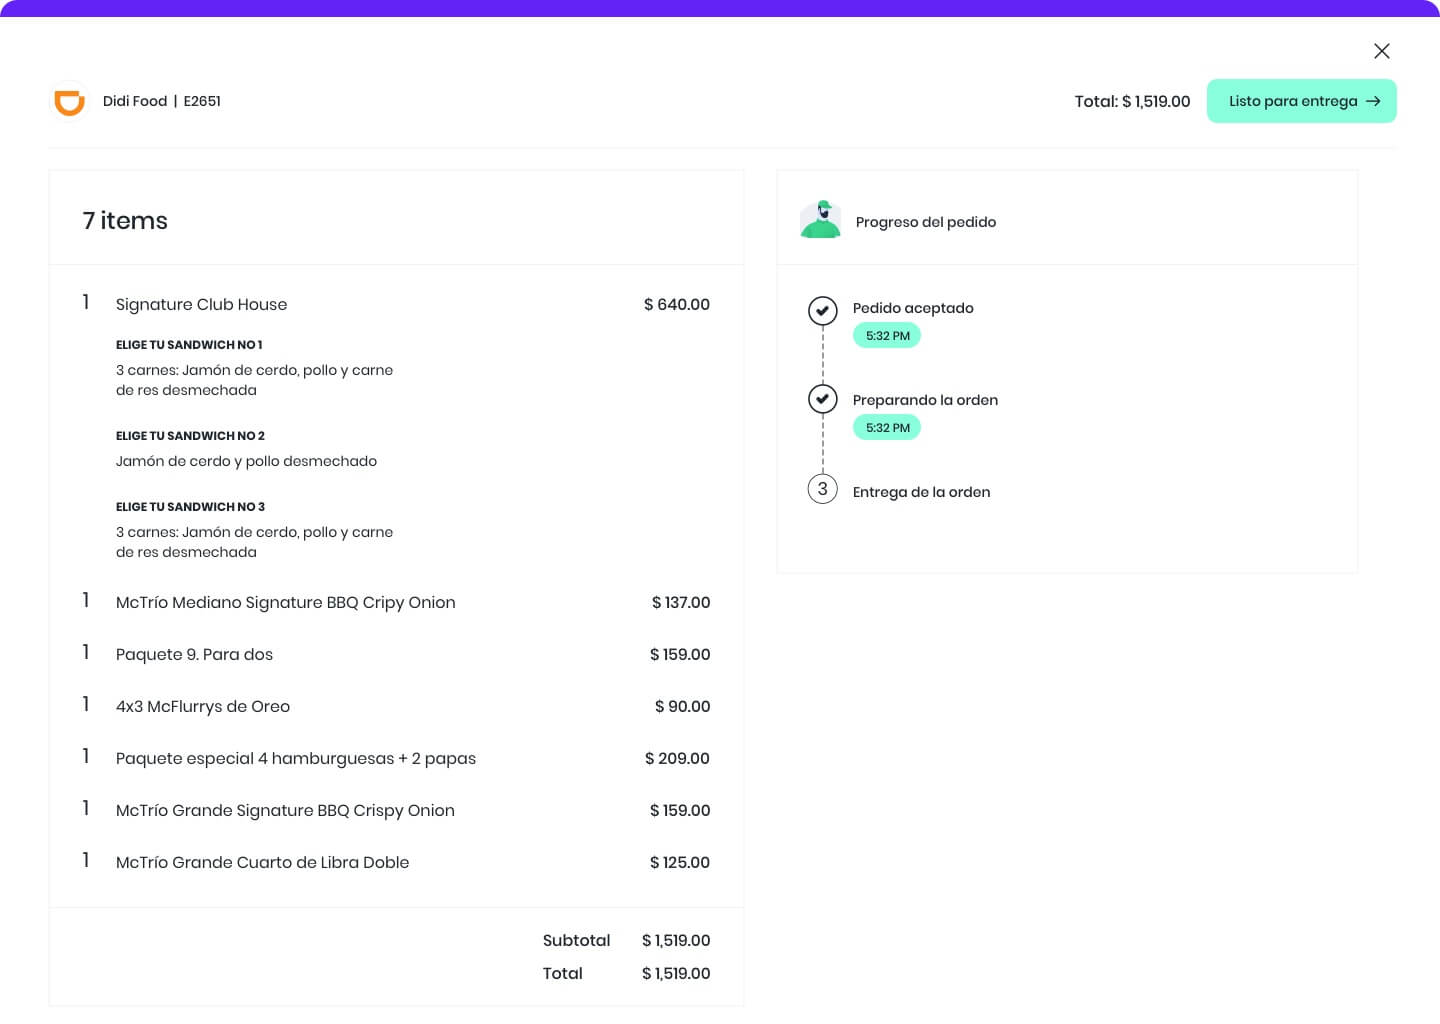 Didi Food | E2651
Total: $ 1,519.00
Listo para entrega →
7 items
1 Signature Club House $ 640.00
ELIGE TU SANDWICH NO 1
3 carnes: Jamón de cerdo, pollo y carne
de res desmechada
ELIGE TU SANDWICH NO 2
Jamón de cerdo y pollo desmechado
ELIGE TU SANDWICH NO 3
3 carnes: Jamón de cerdo, pollo y carne
de res desmechada
1 McTrío Mediano Signature BBQ Cripy Onion $ 137.00
1 Paquete 9. Para dos $ 159.00
1 4x3 McFlurrys de Oreo $ 90.00
1 Paquete especial 4 hamburguesas + 2 papas $ 209.00
1 McTrío Grande Signature BBQ Crispy Onion $ 159.00
1 McTrío Grande Cuarto de Libra Doble $ 125.00
Subtotal $ 1,519.00
Total $ 1,519.00
Progreso del pedido
Pedido aceptado
5:32 PM
Preparando la orden
5:32 PM
3 Entrega de la orden